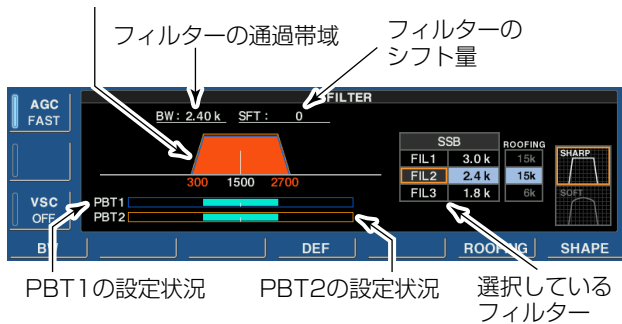 フィルターの通過帯域
フィルターの
シフト量
FILTER
AGC
FAST
BW: 2.40 k SFT: 0
SSB
ROOFING
FIL1 3.0 k 15k
FIL2 2.4 k 15k
FIL3 1.8 k 6k
SHARP
SOFT
300 1500 2700
VSC
OFF
PBT1
PBT2
BW
DEF
ROOFING
SHAPE
PBT1の設定状況
PBT2の設定状況
選択している
フィルター